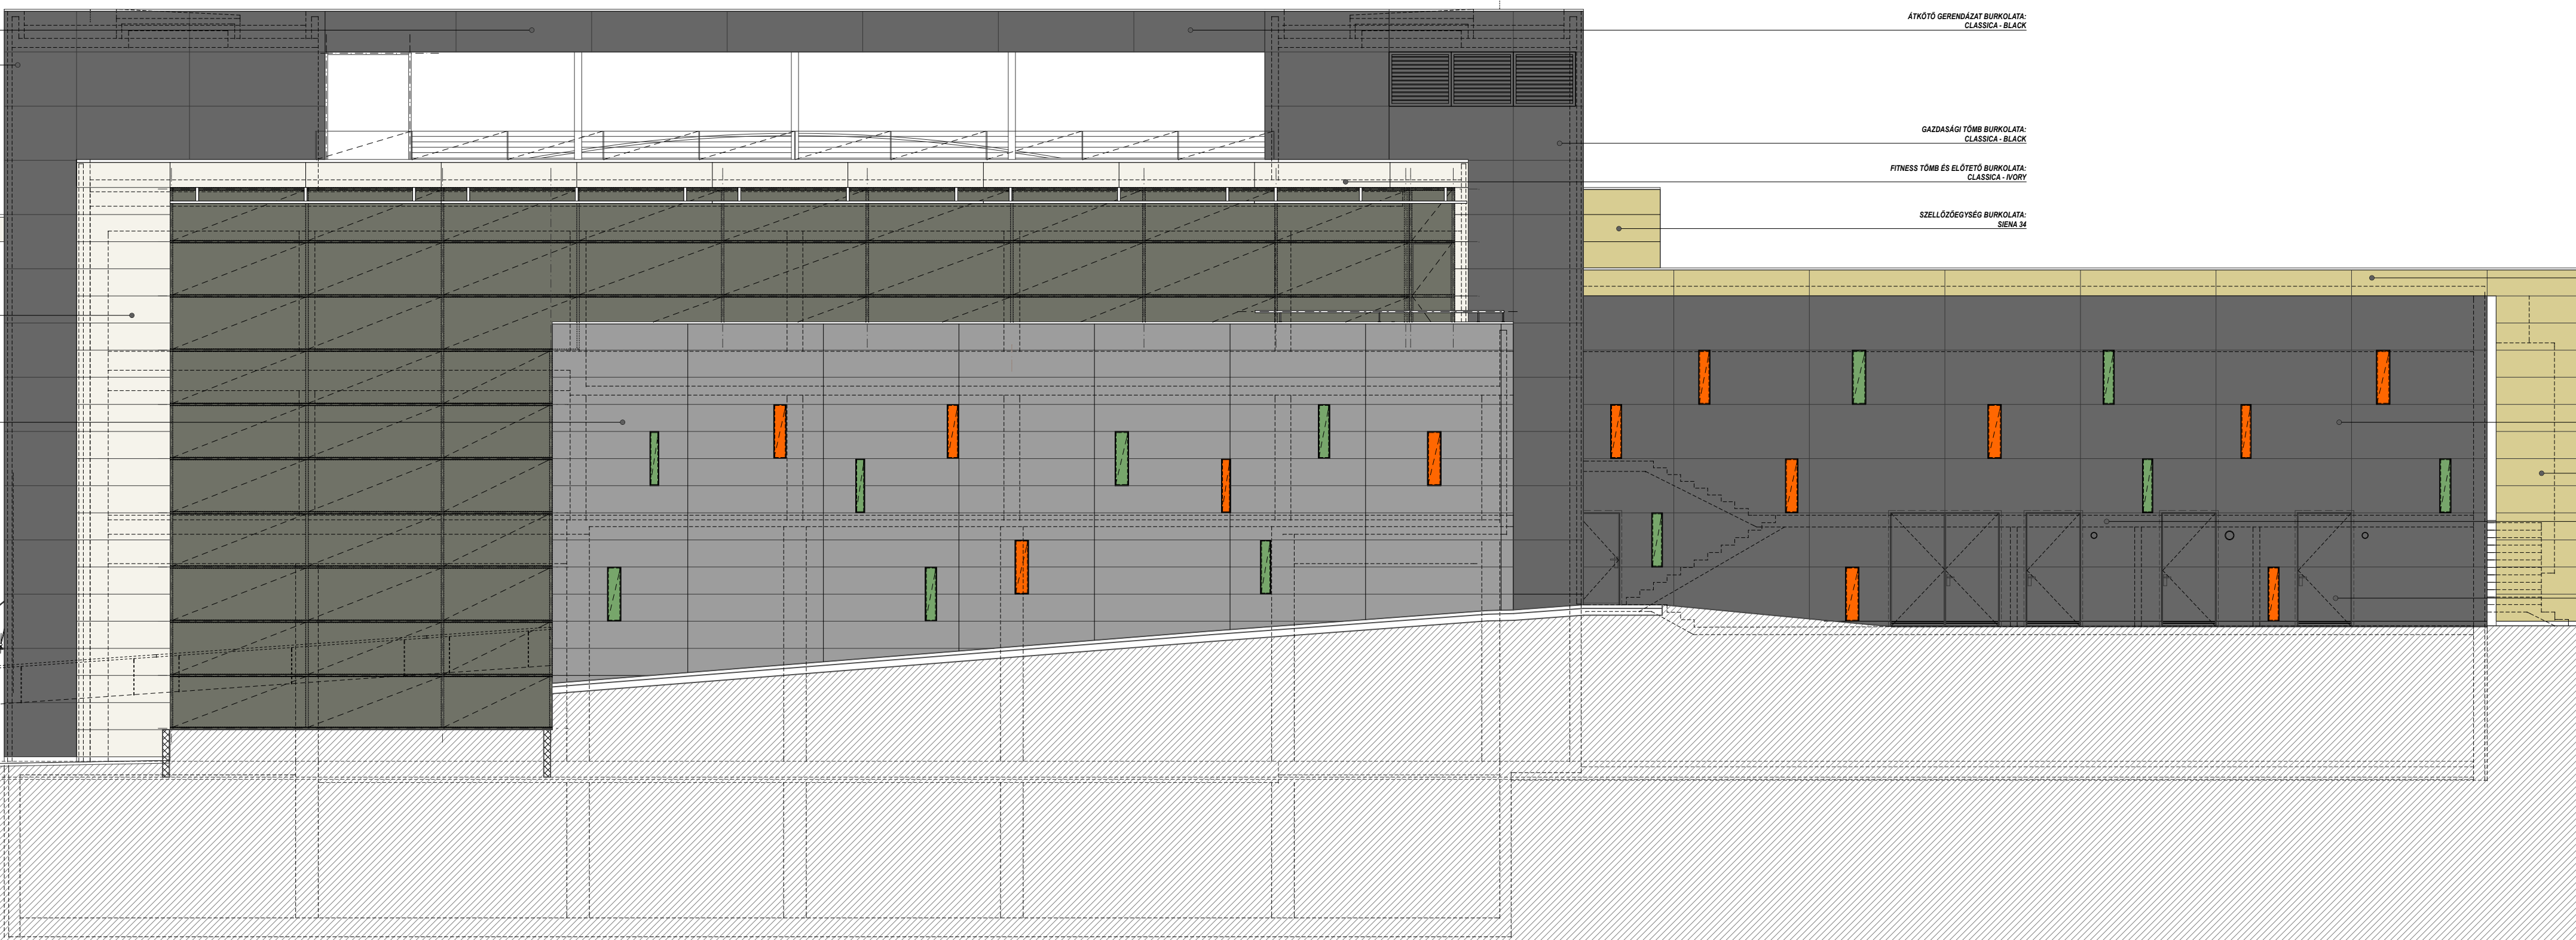 ÁTKÖTŐ GERENDÁZAT BURKOLATA:
CLASSICA - BLACK
GAZDASÁGI TÖMB BURKOLATA:
CLASSICA - BLACK
FITNESS TÖMB ÉS ELŐTETŐ BURKOLATA:
CLASSICA - IVORY
SZELLŐZŐEGYSÉG BURKOLATA:
SIENA 34